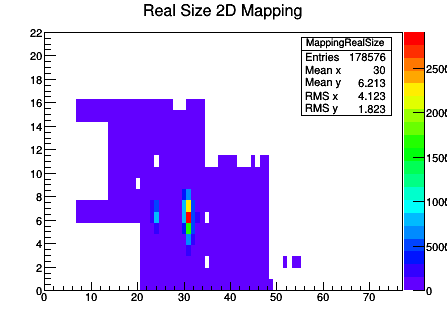 Real Size 2D Mapping
MappingRealSize
Entries 178576
Mean x 30
Mean y 6.213
RMS x 4.123
RMS y 1.823
22
20
18
16
14
12
10
8
6
4
2
0
0 10 20 30 40 50 60 70
2500
2000
1500
1000
5000
0